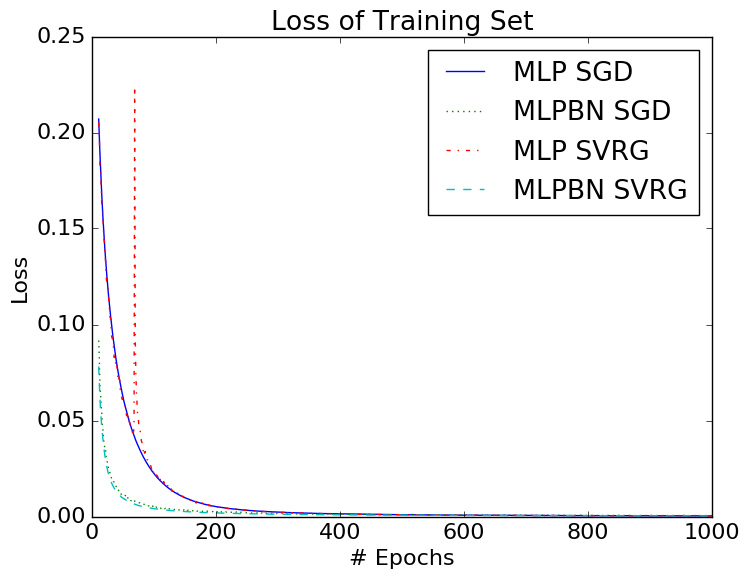 Loss of Training Set
0.25
0.20
0.15
0.10
0.05
0.00
Loss
MLP SGD
MLPBN SGD
MLP SVRG
MLPBN SVRG
0 200 400 600 800 1000
# Epochs